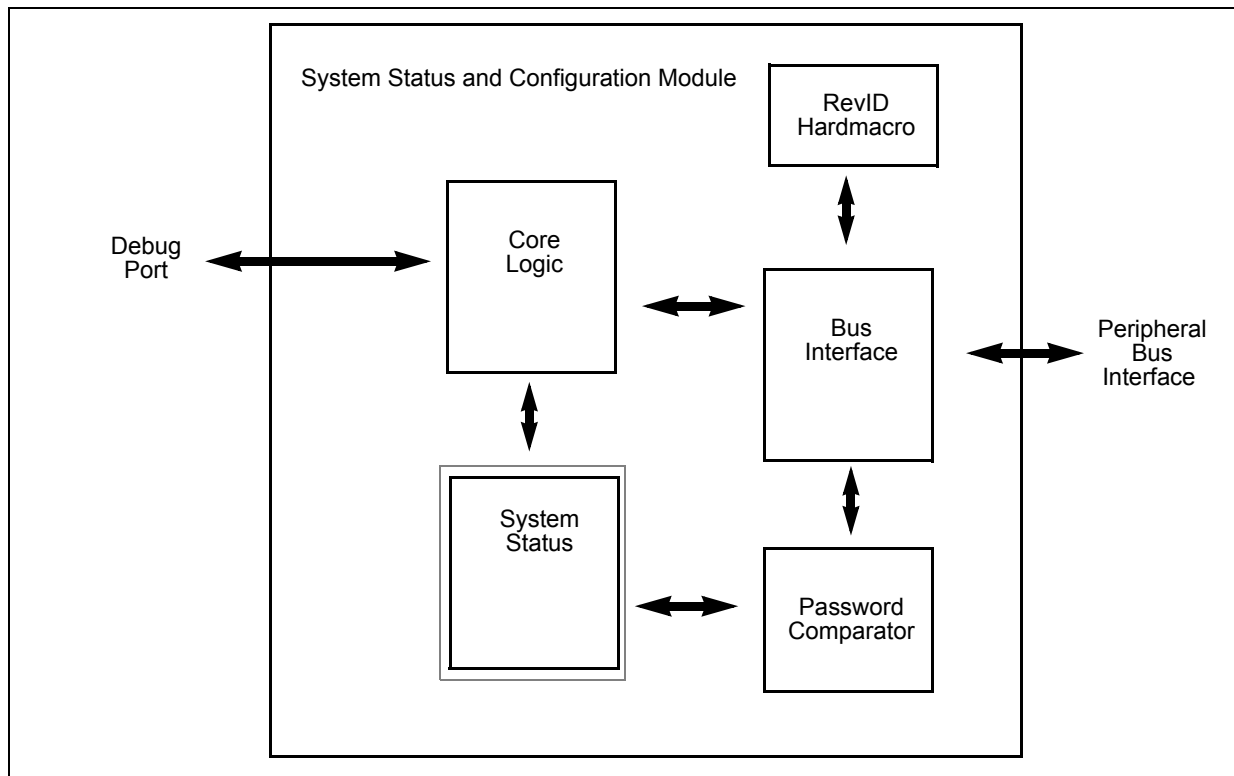 System Status and Configuration Module
RevID
Hardmacro
Debug
Port
Core
Logic
Bus
Interface
Peripheral
Bus
Interface
System
Status
Password
Comparator